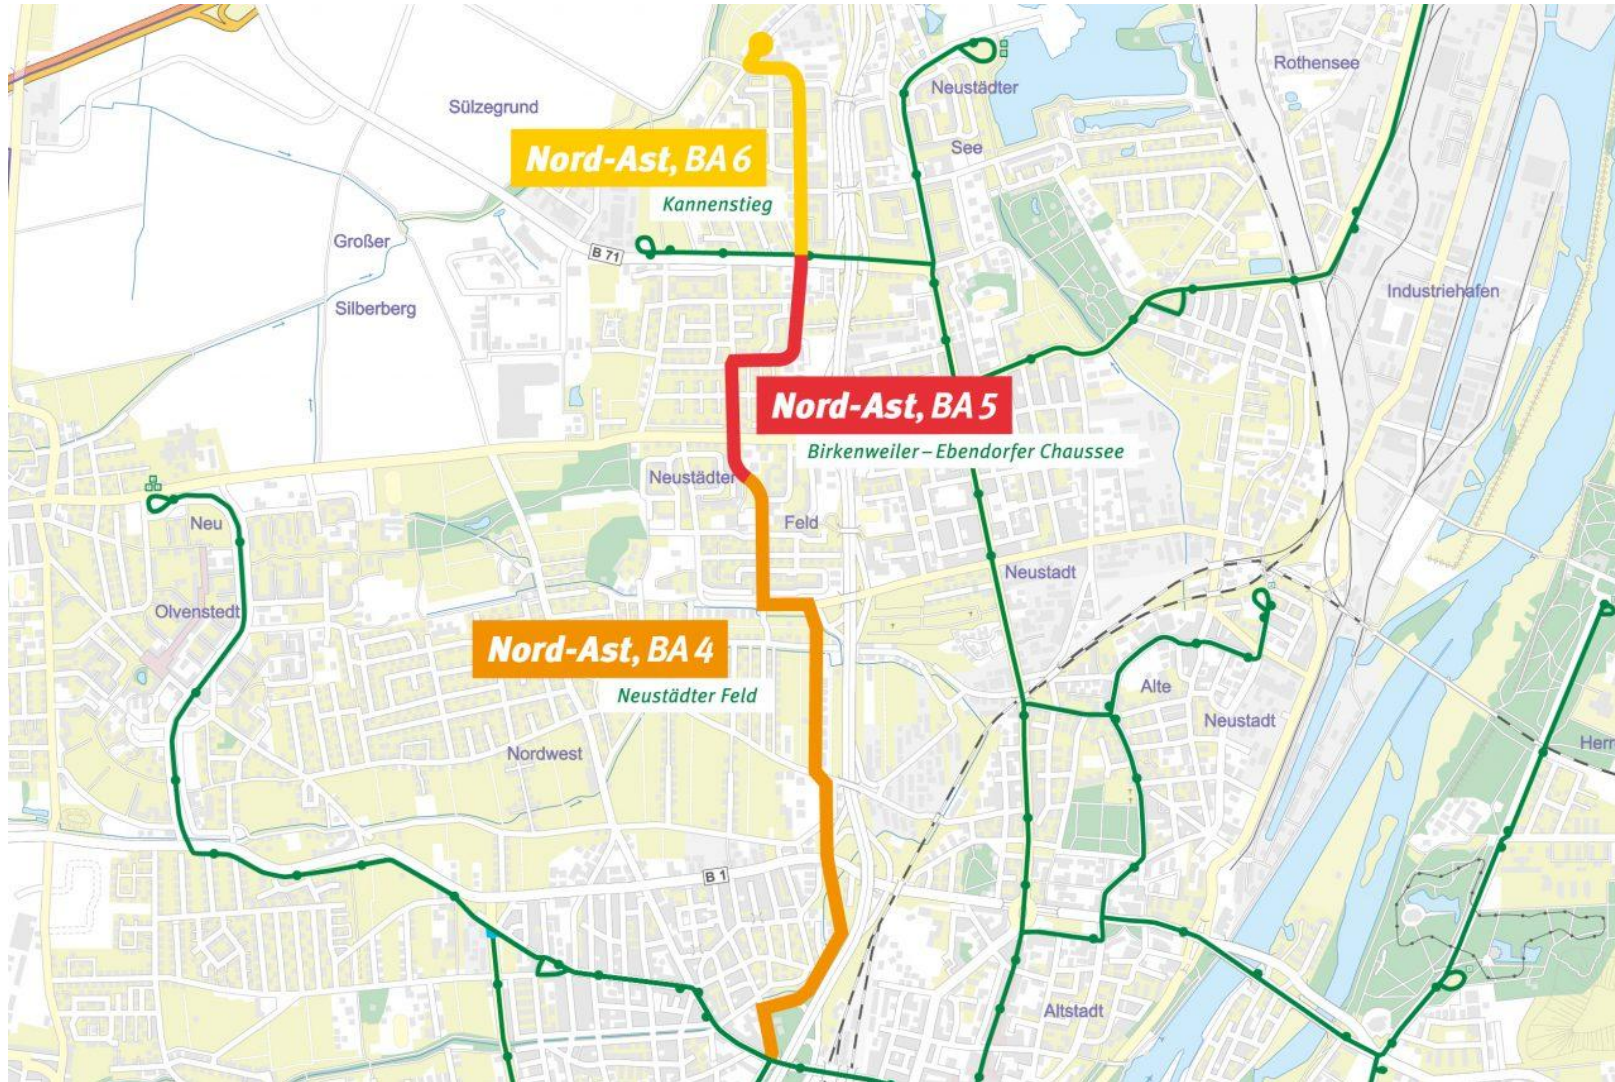 Rothensee
Neustädter
Sülzegrund
See
Nord-Ast, BA 6
Kannenstieg
Großer
B 71
Industriehafen
Silberberg
Nord-Ast, BA 5
Birkenweiler – Ebendorfer Chaussee
Neustädter
Neu
Feld
Neustadt
Olvenstedt
Nord-Ast, BA 4
Neustädter Feld
Alte
Neustadt
Nordwest
Herr
B 1
Altstadt